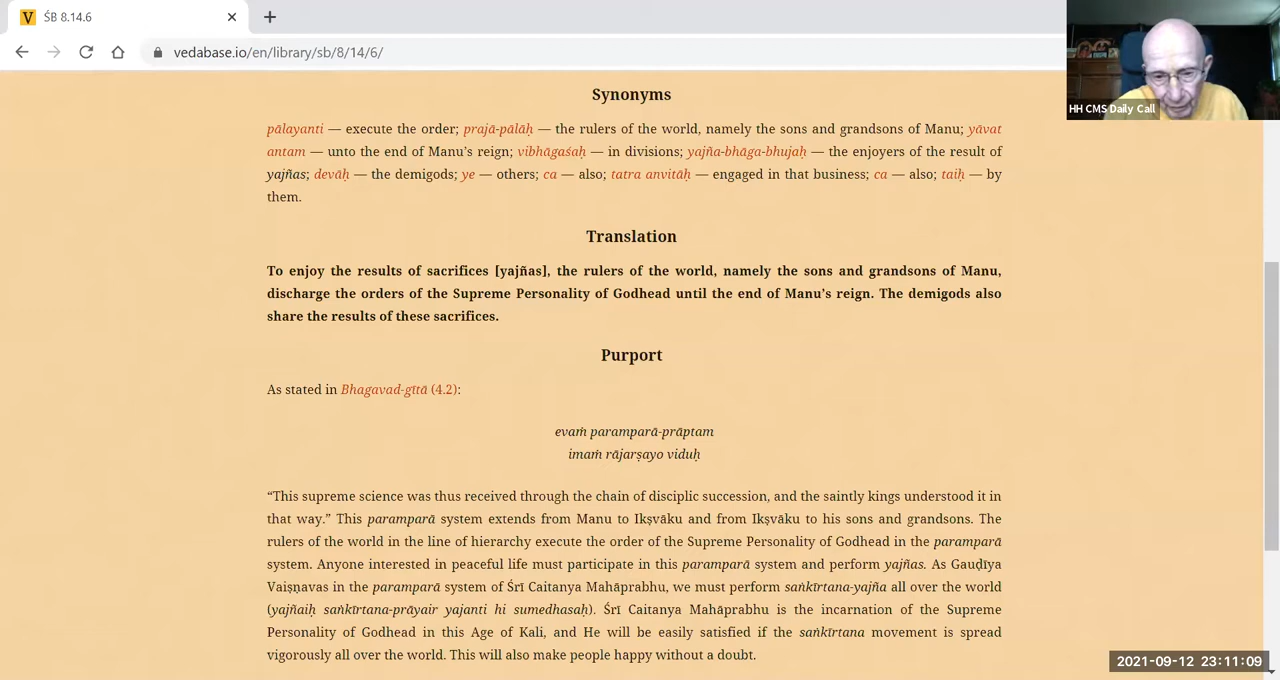 ŚB 8.14.6
vedabase.io/en/library/sb/8/14/6/
HH CMS Daily Call
Synonyms
pālayanti — execute the order; prajā-pālāḥ — the rulers of the world, namely the sons and grandsons of Manu; yāvat
antam — unto the end of Manu’s reign; vibhāgaśaḥ — in divisions; yajña-bhāga-bhujaḥ — the enjoyers of the result of
yajñas; devāḥ — the demigods; ye — others; ca — also; tatra anvitāḥ — engaged in that business; ca — also; taiḥ — by
them.
Translation
To enjoy the results of sacrifices [yajñas], the rulers of the world, namely the sons and grandsons of Manu,
discharge the orders of the Supreme Personality of Godhead until the end of Manu’s reign. The demigods also
share the results of these sacrifices.
Purport
As stated in Bhagavad-gītā (4.2):
evaṁ paramparā-prāptam
imaṁ rājarṣayo viduḥ
“This supreme science was thus received through the chain of disciplic succession, and the saintly kings understood it in
that way.” This paramparā system extends from Manu to Ikṣvāku and from Ikṣvāku to his sons and grandsons. The
rulers of the world in the line of hierarchy execute the order of the Supreme Personality of Godhead in the paramparā
system. Anyone interested in peaceful life must participate in this paramparā system and perform yajñas. As Gauḍīya
Vaiṣṇavas in the paramparā system of Śrī Caitanya Mahāprabhu, we must perform saṅkīrtana-yajña all over the world
(yajñaiḥ saṅkīrtana-prāyair yajanti hi sumedhasaḥ). Śrī Caitanya Mahāprabhu is the incarnation of the Supreme
Personality of Godhead in this Age of Kali, and He will be easily satisfied if the saṅkīrtana movement is spread
vigorously all over the world. This will also make people happy without a doubt.
2021-09-12 23:11:09